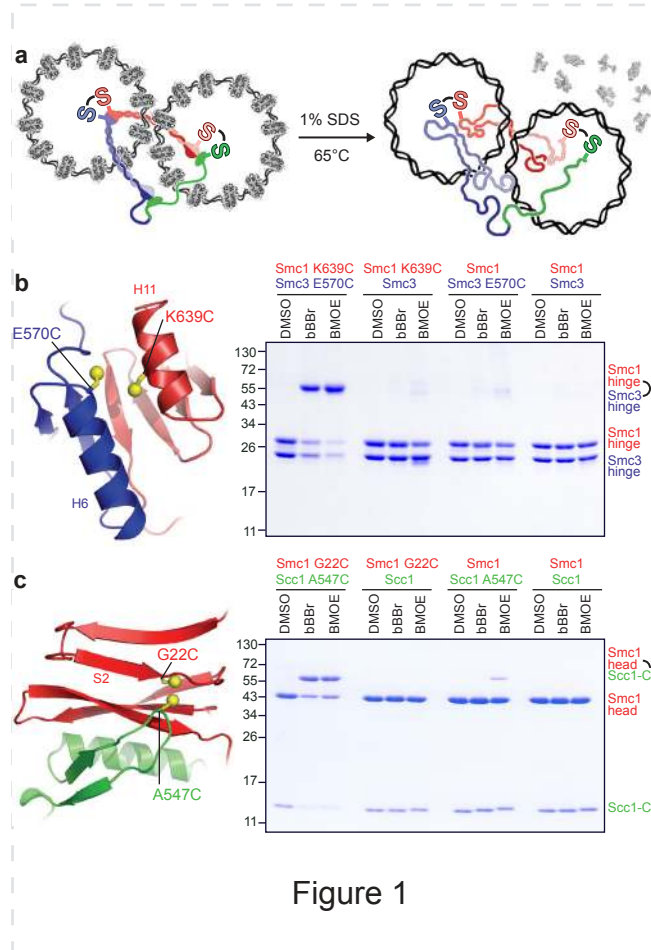 a
S
S
S
S
1% SDS
65°C
S
S
S
S
b
H11
K639C
E570C
H6
Smc1 K639C
Smc3 E570C
Smc1 K639C
Smc3
Smc1
Smc3 E570C
Smc1
Smc3
DMSO
bBBr
BMOE
DMSO
bBBr
BMOE
DMSO
bBBr
BMOE
DMSO
bBBr
BMOE
130
72
55
43
34
26
17
11
Smc1
hinge
Smc3
hinge
Smc1
hinge
Smc3
hinge
c
G22C
S2
A547C
Smc1 G22C
Scc1 A547C
Smc1 G22C
Scc1
Smc1
Scc1 A547C
Smc1
Scc1
DMSO
bBBr
BMOE
DMSO
bBBr
BMOE
DMSO
bBBr
BMOE
DMSO
bBBr
BMOE
130
72
55
43
34
26
17
11
Smc1
head
Scc1-C
Smc1
head
Scc1-C
Figure 1